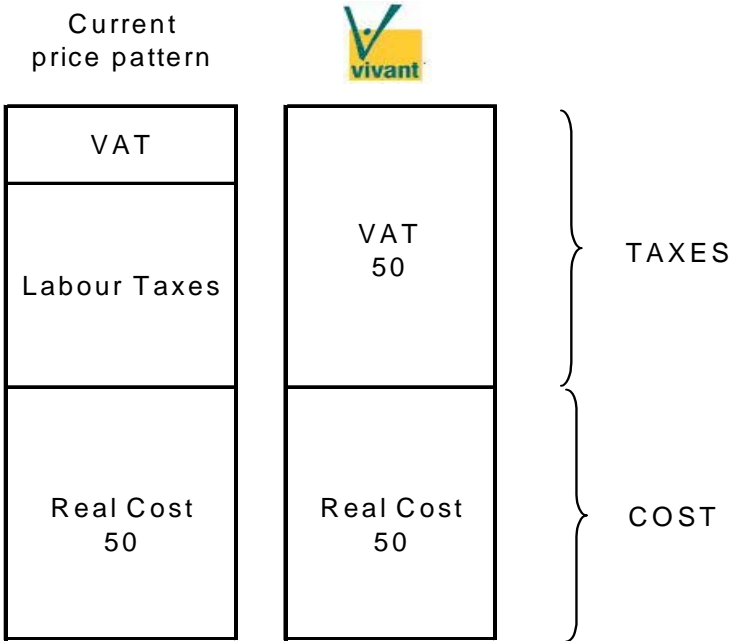 Current
price pattern
vivant
VAT
Labour Taxes
Real Cost
50
VAT
50
Real Cost
50
TAXES
COST